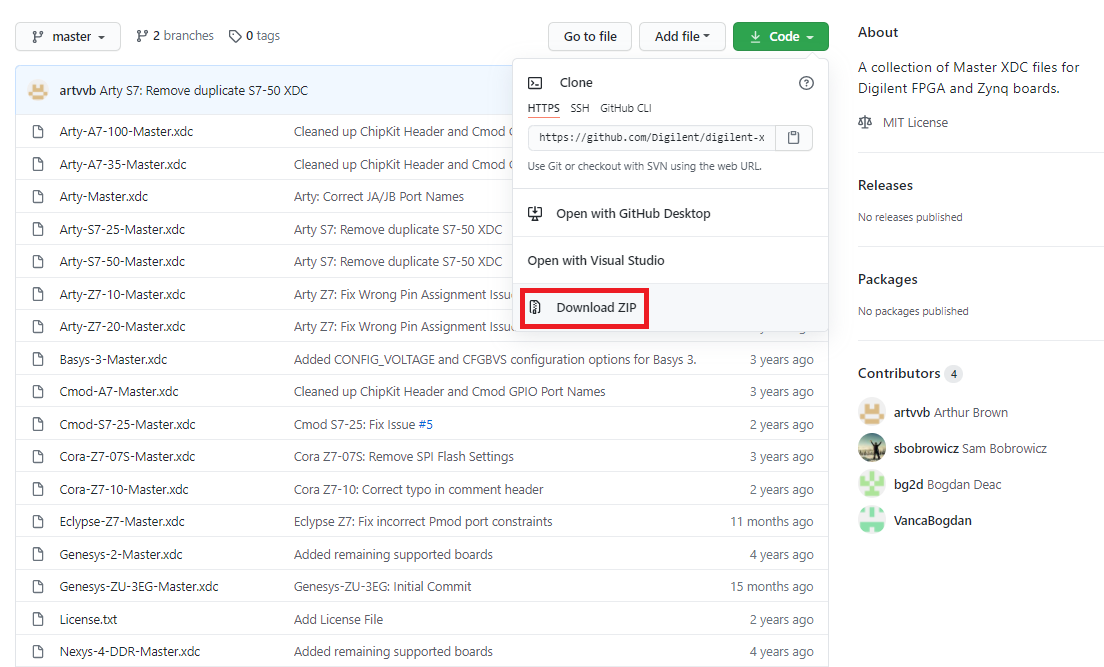 master
2 branches
0 tags
Go to file
Add file
Code
artvvb Arty S7: Remove duplicate S7-50 XDC
Arty-A7-100-Master.xdc Cleaned up ChipKit Header and Cmod
Arty-A7-35-Master.xdc Cleaned up ChipKit Header and Cmod
Arty-Master.xdc Arty: Correct JA/JB Port Names
Arty-S7-25-Master.xdc Arty S7: Remove duplicate S7-50 XDC
Arty-S7-50-Master.xdc Arty S7: Remove duplicate S7-50 XDC
Arty-Z7-10-Master.xdc Arty Z7: Fix Wrong Pin Assignment Issu
Arty-Z7-20-Master.xdc Arty Z7: Fix Wrong Pin Assignment Issu
Basys-3-Master.xdc Added CONFIG_VOLTAGE and CFGBVS configuration options for Basys 3. 3 years ago
Cmod-A7-Master.xdc Cleaned up ChipKit Header and Cmod GPIO Port Names 3 years ago
Cmod-S7-25-Master.xdc Cmod S7-25: Fix Issue #5 2 years ago
Cora-Z7-07S-Master.xdc Cora Z7-07S: Remove SPI Flash Settings 3 years ago
Cora-Z7-10-Master.xdc Cora Z7-10: Correct typo in comment header 2 years ago
Eclypse-Z7-Master.xdc Eclypse Z7: Fix incorrect Pmod port constraints 11 months ago
Genesys-2-Master.xdc Added remaining supported boards 4 years ago
Genesys-ZU-3EG-Master.xdc Genesys-ZU-3EG: Initial Commit 15 months ago
License.txt Add License File 2 years ago
Nexys-4-DDR-Master.xdc Added remaining supported boards 4 years ago
Clone
HTTPS SSH GitHub CLI
https://github.com/Digilent/digilent-x
Use Git or checkout with SVN using the web URL.
Open with GitHub Desktop
Open with Visual Studio
Download ZIP
About
A collection of Master XDC files for
Digilent FPGA and Zynq boards.
MIT License
Releases
No releases published
Packages
No packages published
Contributors 4
artvvb Arthur Brown
sbobrowicz Sam Bobrowicz
bg2d Bogdan Deac
VancaBogdan